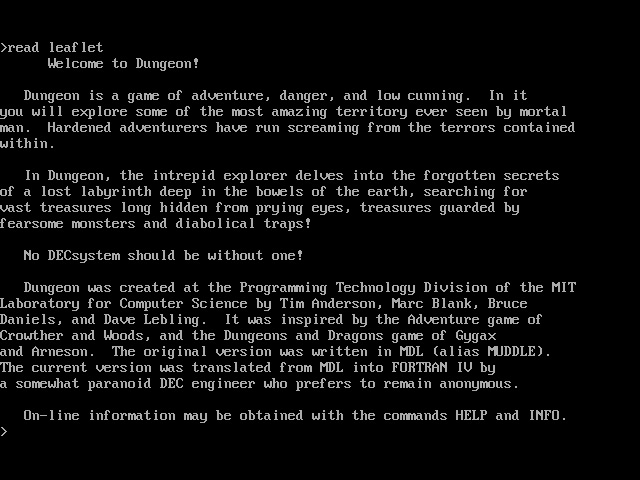 >read leaflet
Welcome to Dungeon!
Dungeon is a game of adventure, danger, and low cunning.  In it
you will explore some of the most amazing territory ever seen by mortal
man.  Hardened adventurers have run screaming from the terrors contained
within.
In Dungeon, the intrepid explorer delves into the forgotten secrets
of a lost labyrinth deep in the bowels of the earth, searching for
vast treasures long hidden from prying eyes, treasures guarded by
fearsome monsters and diabolical traps!
No DECsystem should be without one!
Dungeon was created at the Programming Technology Division of the MIT
Laboratory for Computer Science by Tim Anderson, Marc Blank, Bruce
Daniels, and Dave Lebling.  It was inspired by the Adventure game of
Crowther and Woods, and the Dungeons and Dragons game of Gygax
and Arneson.  The original version was written in MDL (alias MUDDLE).
The current version was translated from MDL into FORTRAN IV by
a somewhat paranoid DEC engineer who prefers to remain anonymous.
On-line information may be obtained with the commands HELP and INFO.
>